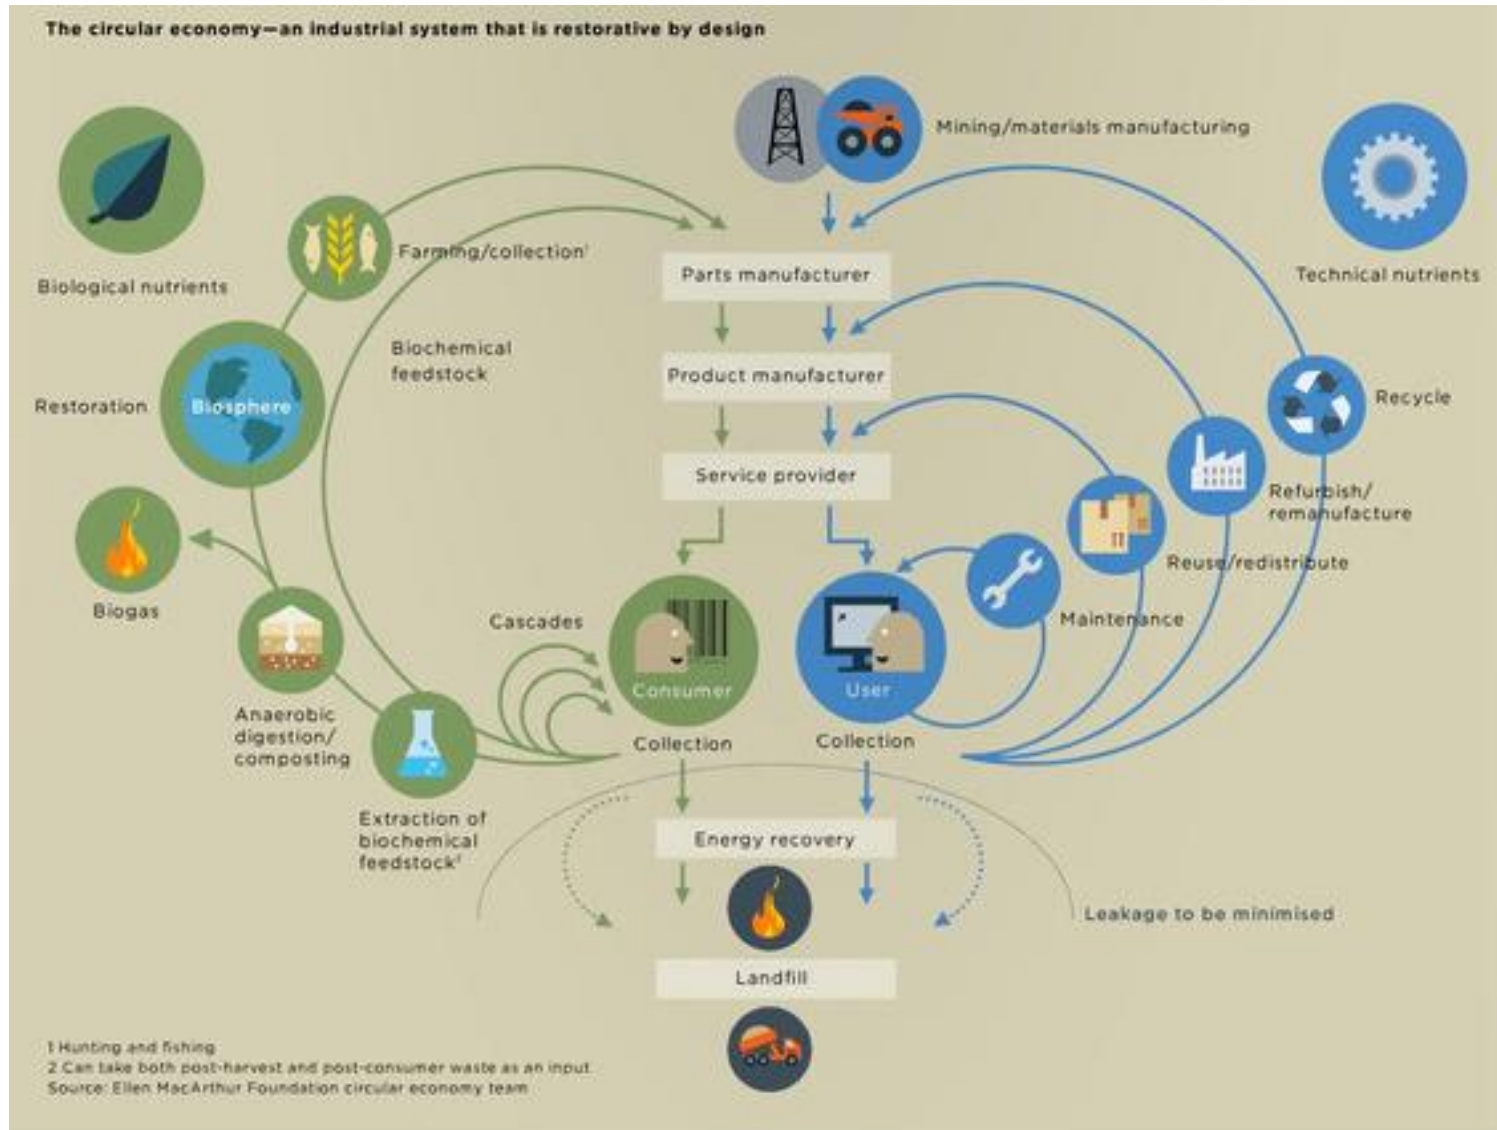 The circular economy—an industrial system that is restorative by design
Mining/materials manufacturing
Biological nutrients
Technical nutrients
Farming/collection¹
Parts manufacturer
Biochemical
feedstock
Product manufacturer
Restoration
Biosphere
Recycle
Service provider
Refurbish/
remanufacture
Reuse/redistribute
Biogas
Cascades
Maintenance
Consumer
User
Anaerobic
digestion/
composting
Collection
Collection
Extraction of
biochemical
feedstock²
Energy recovery
Leakage to be minimised
Landfill
1 Hunting and fishing
2 Can take both post-harvest and post-consumer waste as an input
Source: Ellen MacArthur Foundation circular economy team